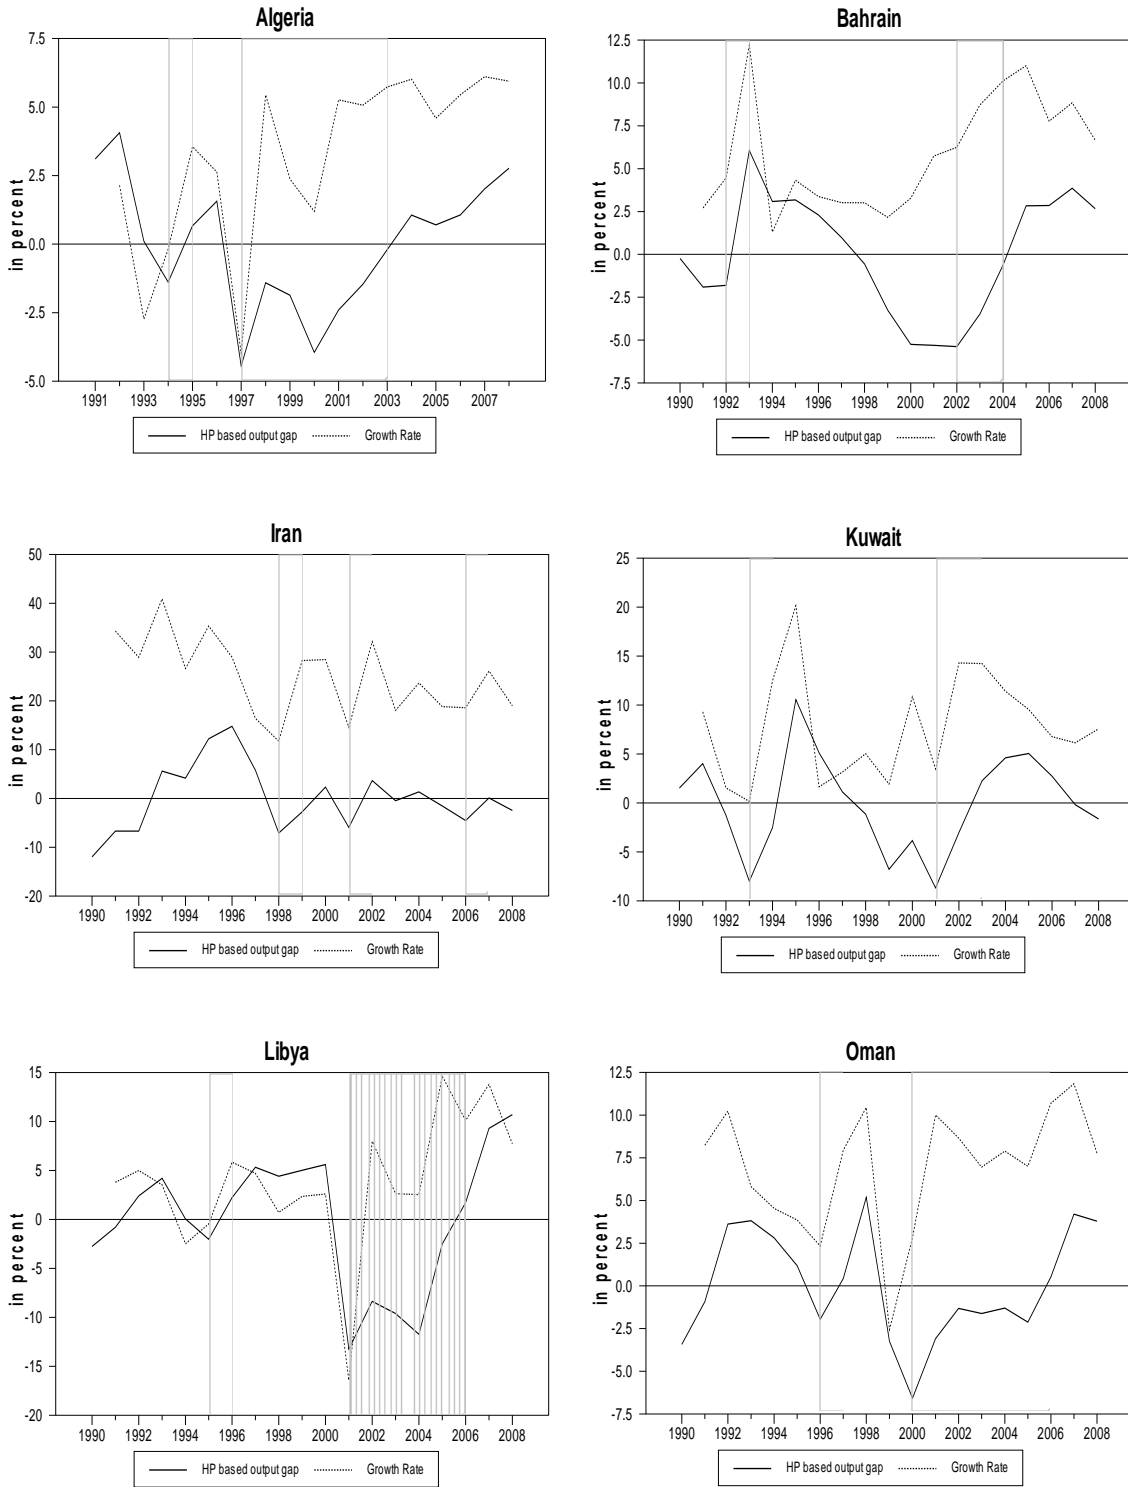 Algeria
7.5
5.0
2.5
0.0
-2.5
-5.0
in percent
1991 1993 1995 1997 1999 2001 2003 2005 2007
HP based output gap Growth Rate
Bahrain
12.5
10.0
7.5
5.0
2.5
0.0
-2.5
-5.0
-7.5
in percent
1990 1992 1994 1996 1998 2000 2002 2004 2006 2008
HP based output gap Growth Rate
Iran
50
40
30
20
10
0
-10
-20
in percent
1990 1992 1994 1996 1998 2000 2002 2004 2006 2008
HP based output gap Growth Rate
Kuwait
25
20
15
10
5
0
-5
-10
in percent
1990 1992 1994 1996 1998 2000 2002 2004 2006 2008
HP based output gap Growth Rate
Libya
15
10
5
0
-5
-10
-15
-20
in percent
1990 1992 1994 1996 1998 2000 2002 2004 2006 2008
HP based output gap Growth Rate
Oman
12.5
10.0
7.5
5.0
2.5
0.0
-2.5
-5.0
-7.5
in percent
1990 1992 1994 1996 1998 2000 2002 2004 2006 2008
HP based output gap Growth Rate